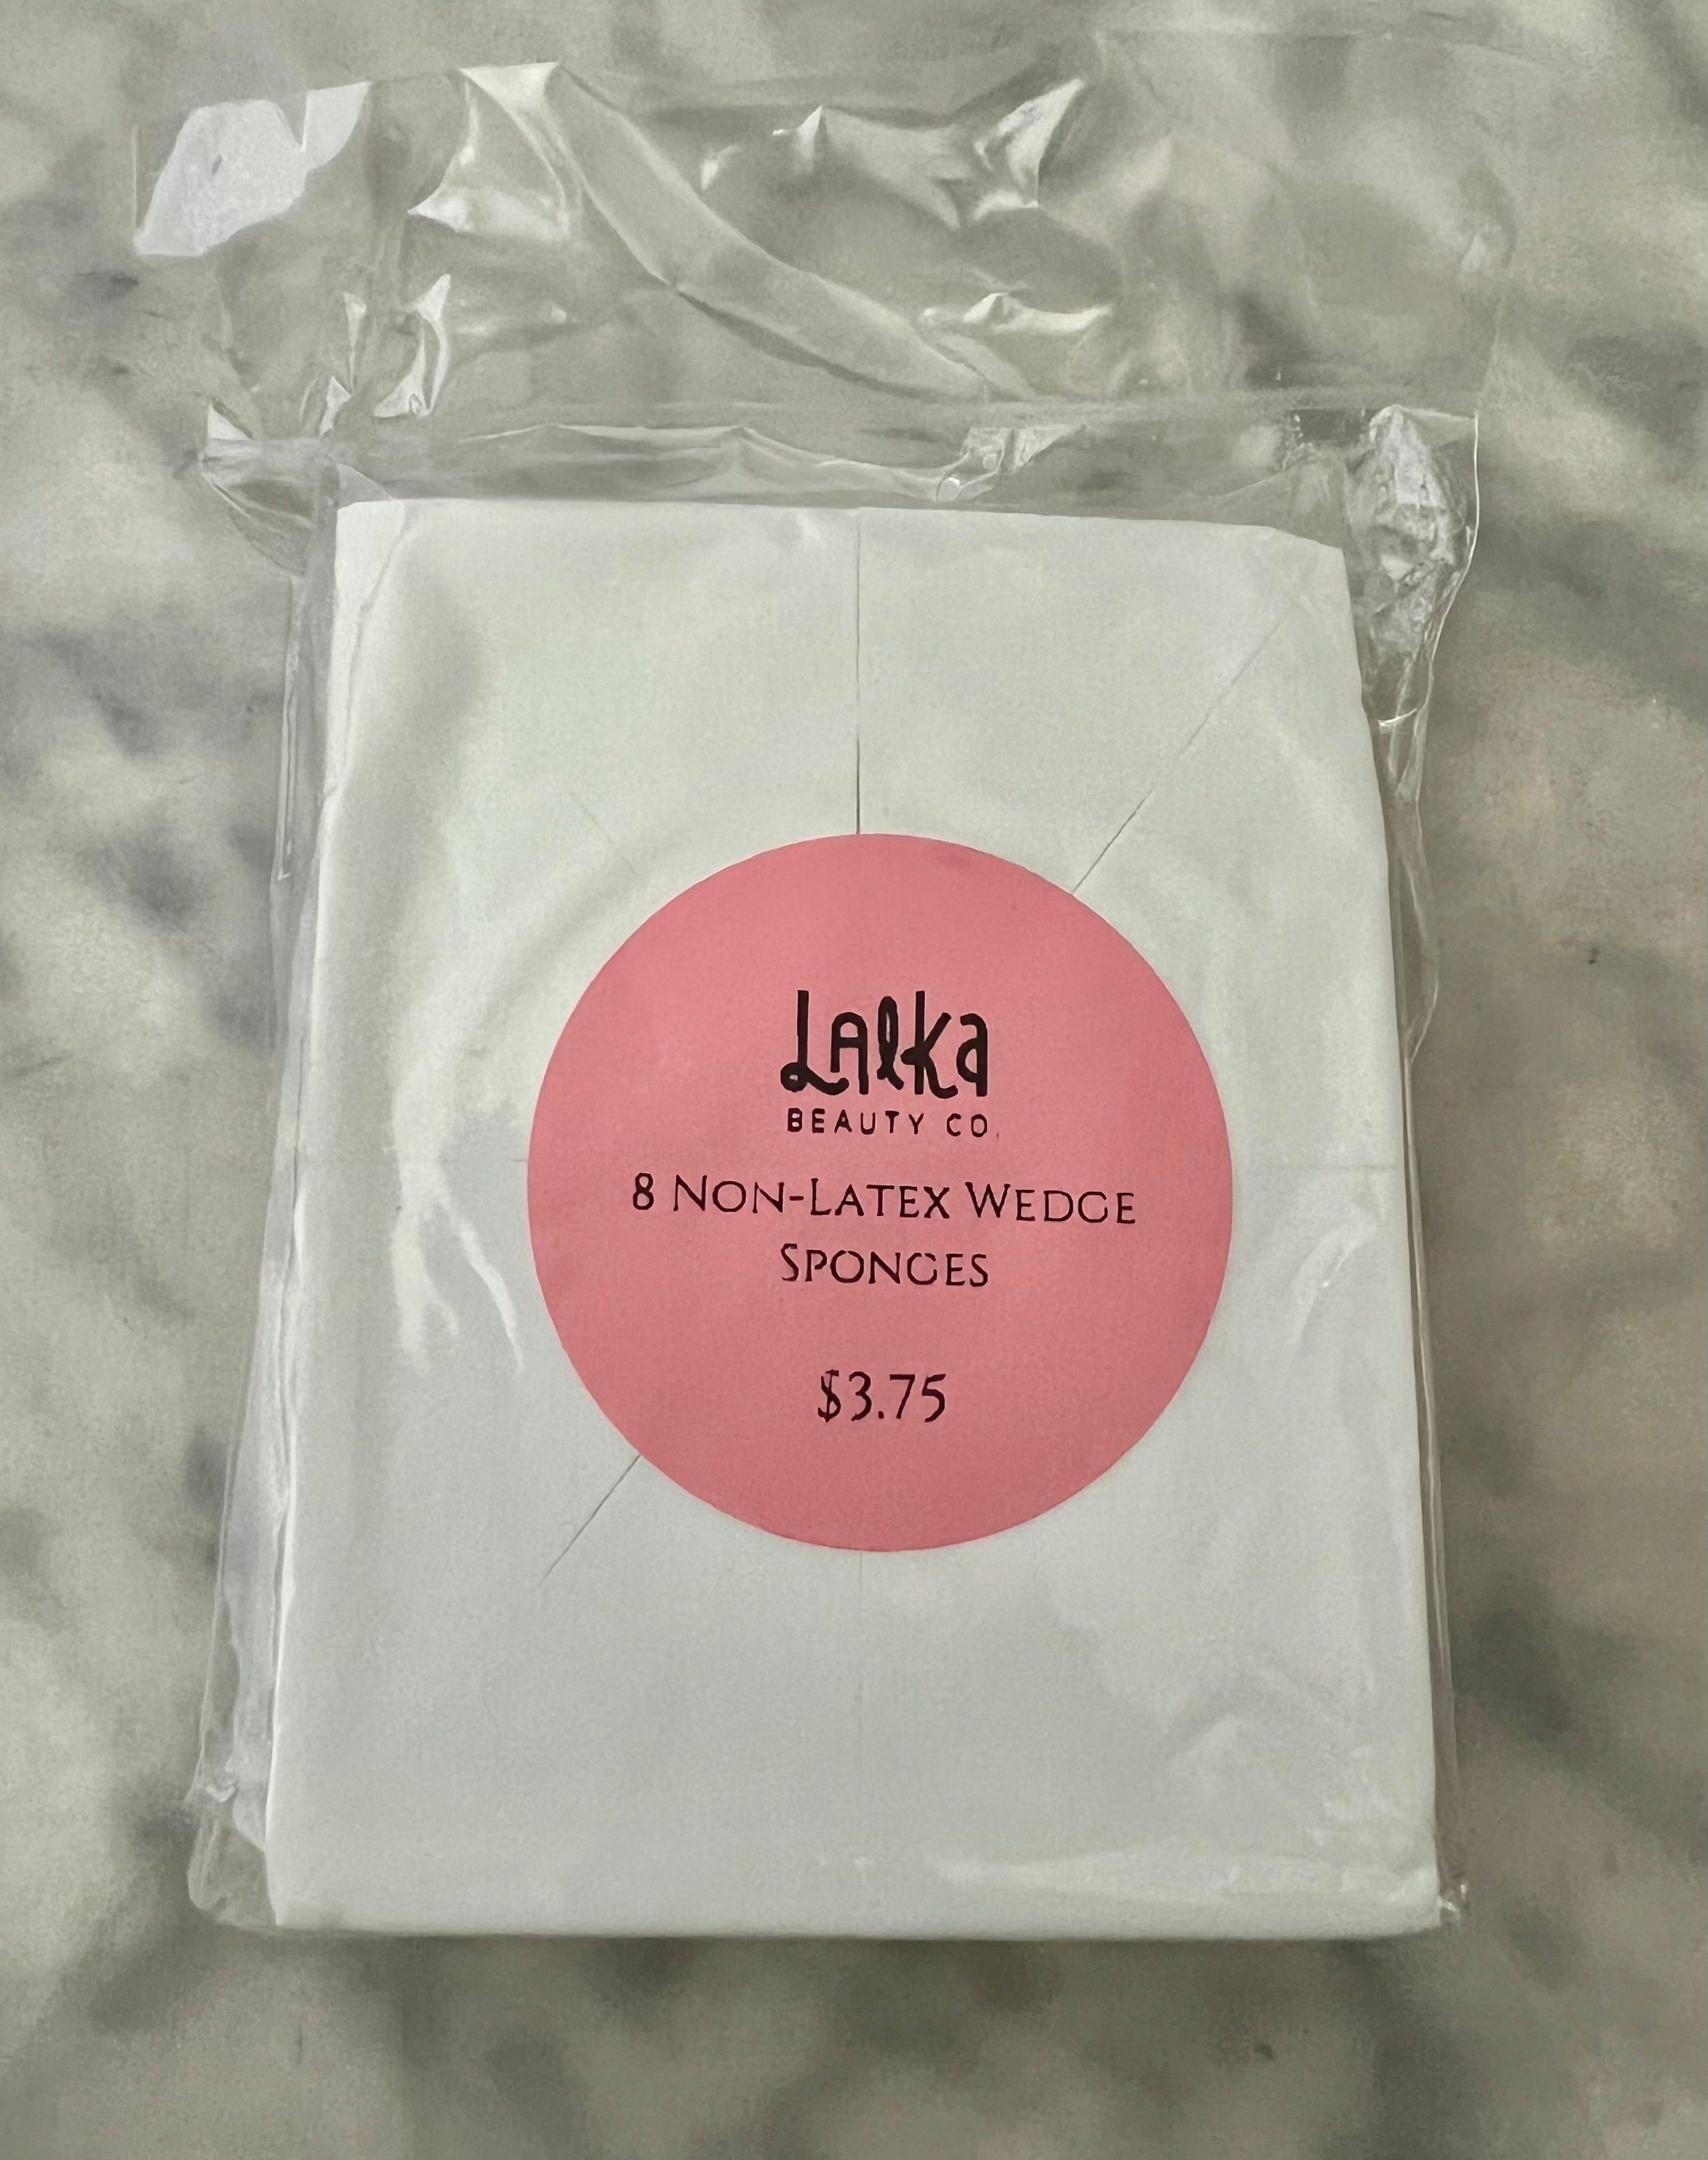 Lalka
BEAUTY CO.
8 NON-LATEX WEDGE
SPONGES
$3.75